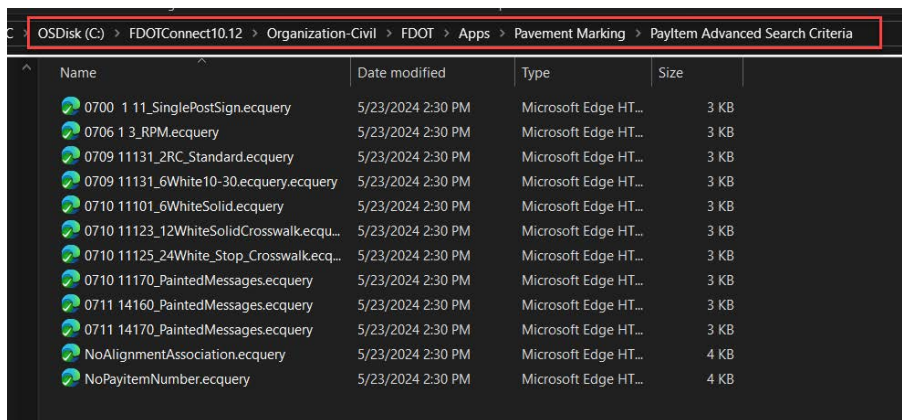 C > OSDisk (C:) > FDOTConnect10.12 > Organization-Civil > FDOT > Apps > Pavement Marking > PayItem Advanced Search Criteria
Name Date modified Type Size
0700 1 11_SinglePostSign.ecquery 5/23/2024 2:30 PM Microsoft Edge HT... 3 KB
0706 1 3_RPM.ecquery 5/23/2024 2:30 PM Microsoft Edge HT... 3 KB
0709 11131_2RC_Standard.ecquery 5/23/2024 2:30 PM Microsoft Edge HT... 3 KB
0709 11131_6White10-30.ecquery.ecquery 5/23/2024 2:30 PM Microsoft Edge HT... 3 KB
0710 11101_6WhiteSolid.ecquery 5/23/2024 2:30 PM Microsoft Edge HT... 3 KB
0710 11123_12WhiteSolidCrosswalk.ecqu... 5/23/2024 2:30 PM Microsoft Edge HT... 3 KB
0710 11125_24White_Stop_Crosswalk.ecq... 5/23/2024 2:30 PM Microsoft Edge HT... 3 KB
0710 11170_PaintedMessages.ecquery 5/23/2024 2:30 PM Microsoft Edge HT... 3 KB
0711 14160_PaintedMessages.ecquery 5/23/2024 2:30 PM Microsoft Edge HT... 3 KB
0711 14170_PaintedMessages.ecquery 5/23/2024 2:30 PM Microsoft Edge HT... 3 KB
NoAlignmentAssociation.ecquery 5/23/2024 2:30 PM Microsoft Edge HT... 4 KB
NoPayitemNumber.ecquery 5/23/2024 2:30 PM Microsoft Edge HT... 4 KB